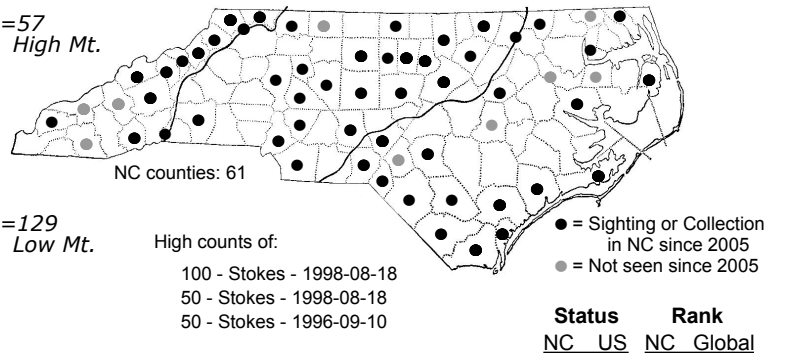 =57
High Mt.
NC counties: 61
=129
Low Mt.
High counts of:
100 - Stokes - 1998-08-18
50 - Stokes - 1998-08-18
50 - Stokes - 1996-09-10
= Sighting or Collection
in NC since 2005
= Not seen since 2005
Status Rank
NC US NC Global